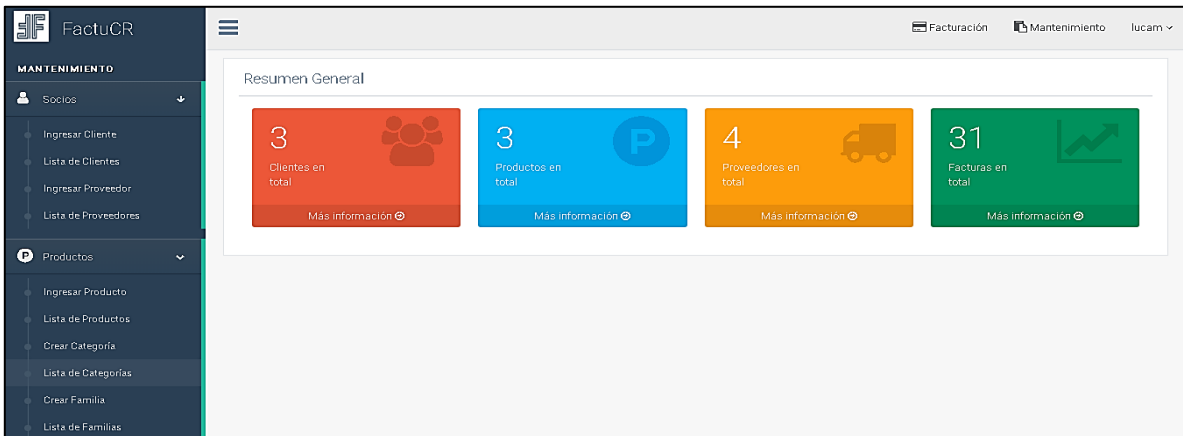 FactuCR
Facturación
Mantenimiento
lucam
MANTENIMIENTO
Socios
Ingresar Cliente
Lista de Clientes
Ingresar Proveedor
Lista de Proveedores
Productos
Ingresar Producto
Lista de Productos
Crear Categoría
Lista de Categorías
Crear Familia
Lista de Familias
Resumen General
3
Clientes en
total
Más información
3
P
Productos en
total
Más información
4
Proveedores en
total
Más información
31
Facturas en
total
Más información